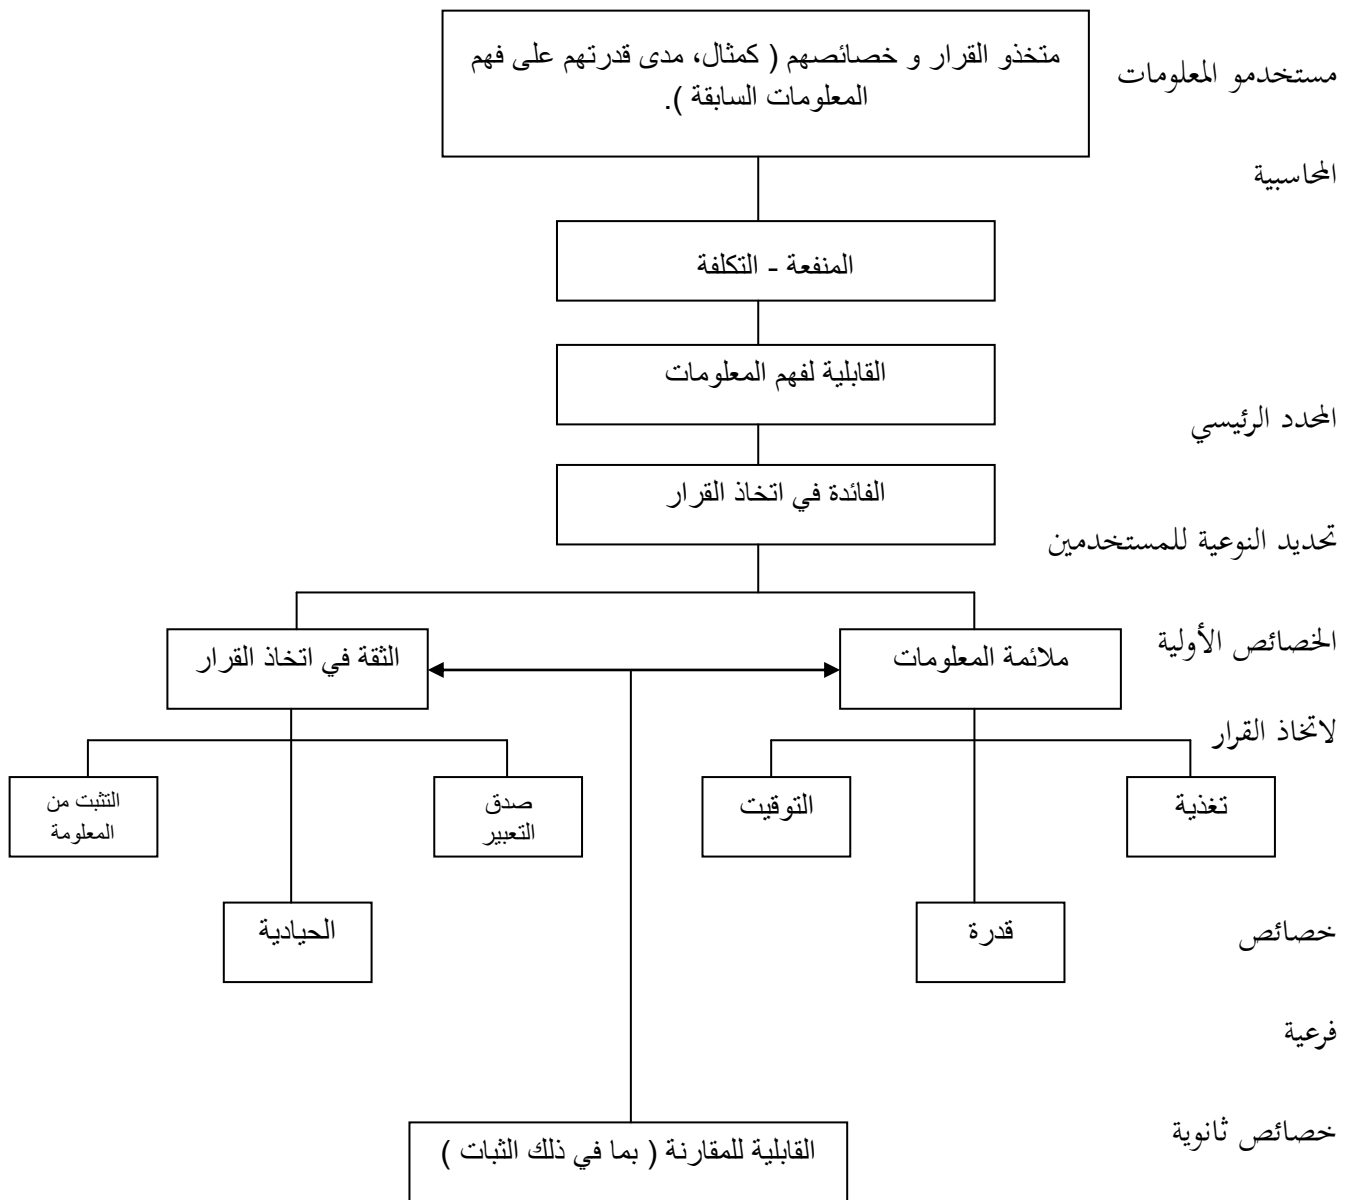 مستخدمو المعلومات
متخذو القرار و خصائصهم ( كمثال، مدى قدرتهم على فهم
المعلومات السابقة ).
المحاسبية
المنفعة - التكلفة
القابلية لفهم المعلومات
المحدد الرئيسي
الفائدة في اتخاذ القرار
تحديد النوعية للمستخدمين
الخصائص الأولية
ملائمة المعلومات
الثقة في اتخاذ القرار
لاتخاذ القرار
تغذية
التوقيت
صدق
التعبير
التثبت من
المعلومة
خصائص
قدرة
الحيادية
فرعية
خصائص ثانوية
القابلية للمقارنة ( بما في ذلك الثبات )